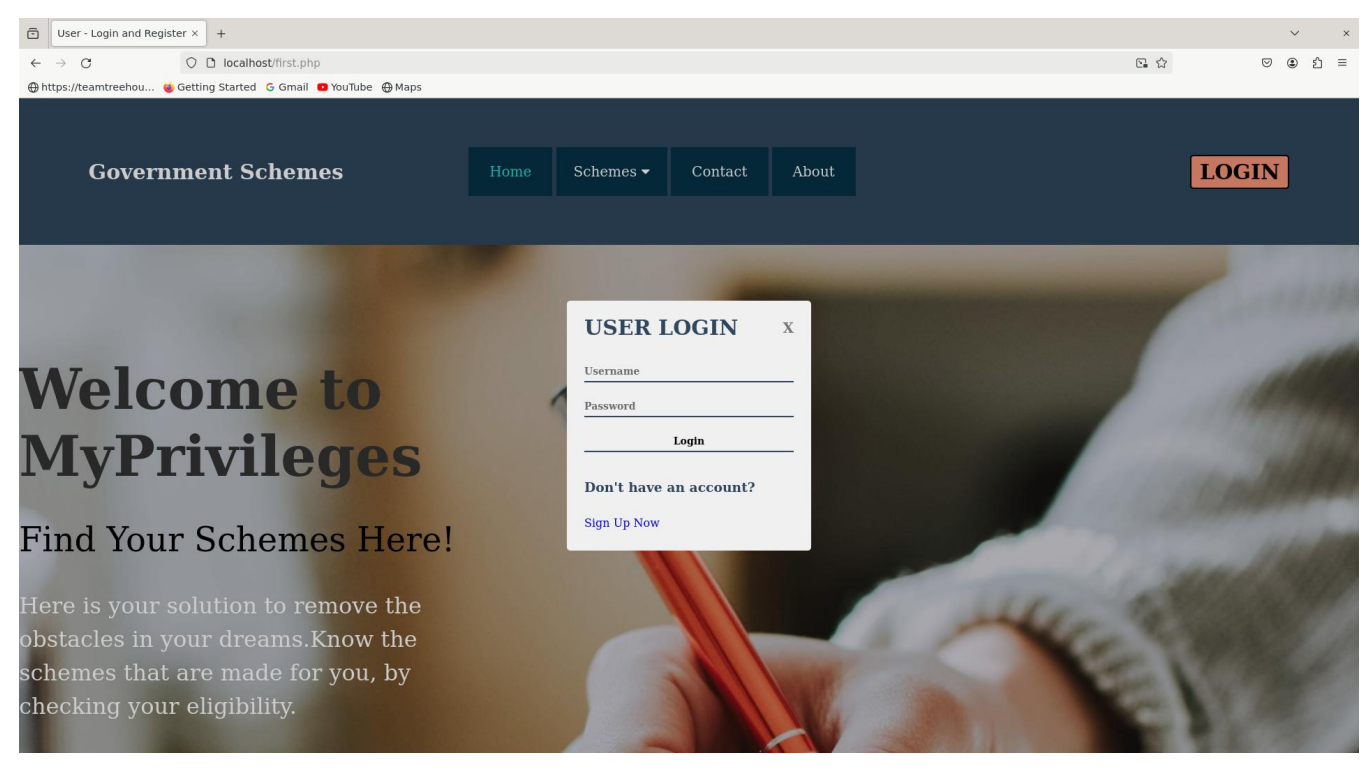 User - Login and Register × +
localhost/first.php
https://teamtreehou... Getting Started Gmail YouTube Maps
Government Schemes
Home Schemes Contact About
LOGIN
USER LOGIN X
Username
Password
Login
Don't have an account?
Sign Up Now
Welcome to
MyPrivileges
Find Your Schemes Here!
Here is your solution to remove the
obstacles in your dreams.Know the
schemes that are made for you, by
checking your eligibility.